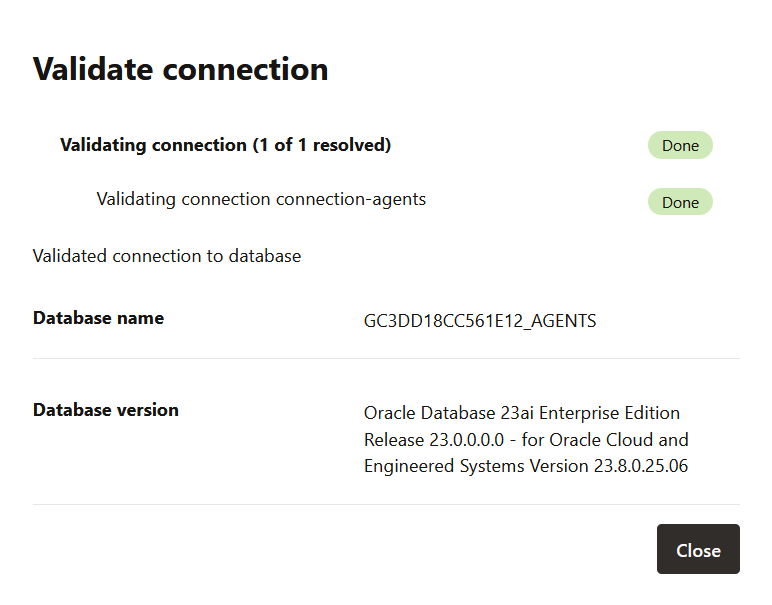 Validate connection
Validating connection (1 of 1 resolved)
Done
Validating connection connection-agents
Done
Validated connection to database
Database name
GC3DD18CC561E12_AGENTS
Database version
Oracle Database 23ai Enterprise Edition
Release 23.0.0.0.0 - for Oracle Cloud and
Engineered Systems Version 23.8.0.25.06
Close